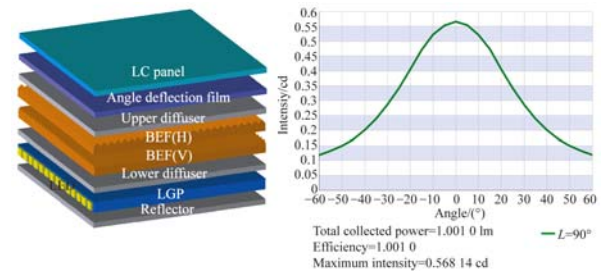 LC panel
Angle deflection film
Upper diffuser
BEF(H)
BEF(V)
Lower diffuser
LGP
Reflector
Intensiy/cd
0.6
0.55
0.5
0.45
0.4
0.35
0.3
0.25
0.2
0.15
0.1
0.05
0
−60 −50 −40 −30 −20 −10 0 10 20 30 40 50 60
Angle/(°)
Total collected power=1.001 0 lm
L=90°
Efficiency=1.001 0
Maximum intensity=0.568 14 cd